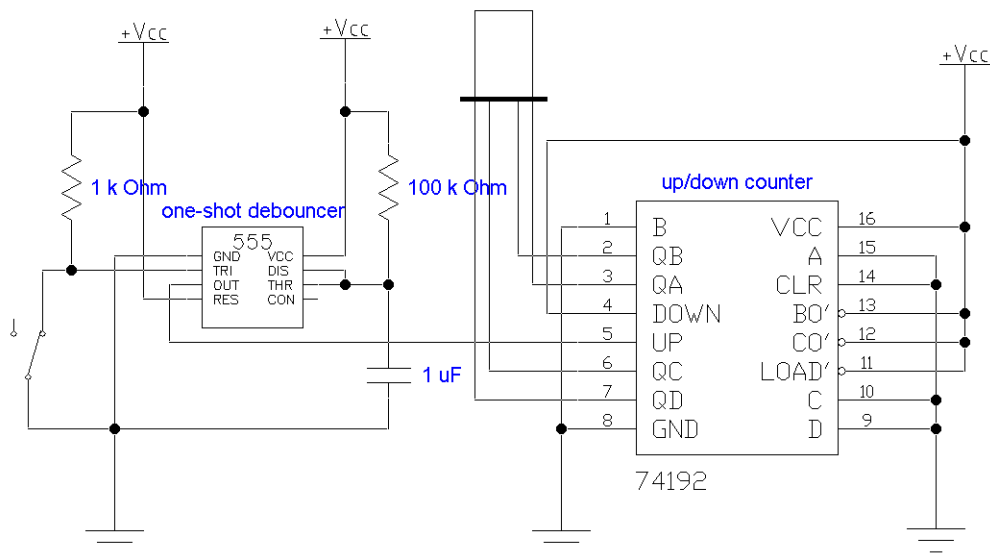 +Vcc
+Vcc
+Vcc
1 k Ohm
100 k Ohm
one-shot debouncer
555
GND VCC
TRI DIS
OUT THR
RES CON
1 uF
up/down counter
1 B VCC 16
2 QB A 15
3 QA CLR 14
4 DOWN BO' 13
5 UP CO' 12
6 QC LOAD' 11
7 QD C 10
8 GND D 9
74192